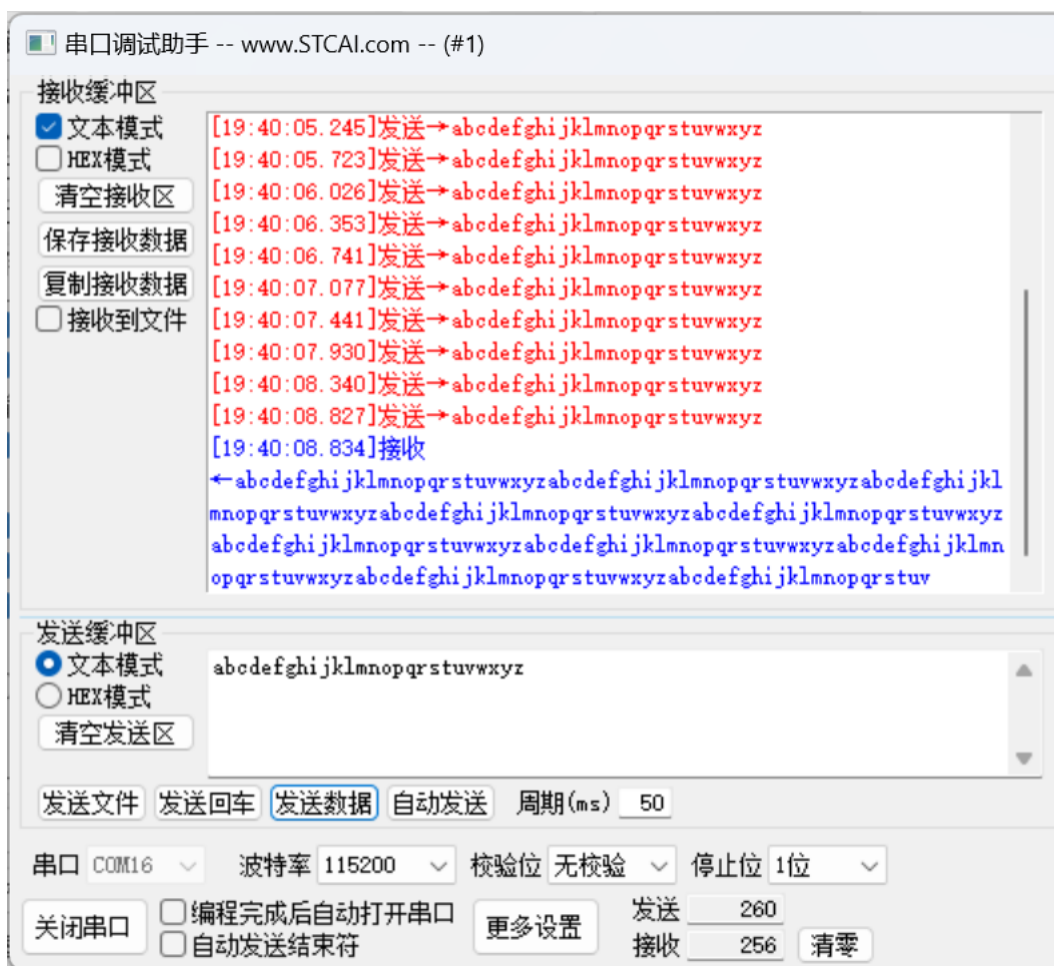 串口调试助手 -- www.STCAI.com -- (#1)
接收缓冲区
文本模式
HEX模式
清空接收区
保存接收数据
复制接收数据
接收到文件
[19:40:05.245]发送→abcdefghijklmnopqrstuvwxyz
[19:40:05.723]发送→abcdefghijklmnopqrstuvwxyz
[19:40:06.026]发送→abcdefghijklmnopqrstuvwxyz
[19:40:06.353]发送→abcdefghijklmnopqrstuvwxyz
[19:40:06.741]发送→abcdefghijklmnopqrstuvwxyz
[19:40:07.077]发送→abcdefghijklmnopqrstuvwxyz
[19:40:07.441]发送→abcdefghijklmnopqrstuvwxyz
[19:40:07.930]发送→abcdefghijklmnopqrstuvwxyz
[19:40:08.340]发送→abcdefghijklmnopqrstuvwxyz
[19:40:08.827]发送→abcdefghijklmnopqrstuvwxyz
[19:40:08.834]接收
←abcdefghijklmnopqrstuvwxyzabcdefghijklmnopqrstuvwxyzabcdefghijkl
mnopqrstuvwxyzabcdefghijklmnopqrstuvwxyzabcdefghijklmnopqrstuvwxyz
abcdefghijklmnopqrstuvwxyzabcdefghijklmnopqrstuvwxyzabcdefghijklmn
opqrstuvwxyzabcdefghijklmnopqrstuvwxyzabcdefghijklmnopqrstuv
发送缓冲区
文本模式
HEX模式
清空发送区
abcdefghijklmnopqrstuvwxyz
发送文件 发送回车 发送数据 自动发送 周期(ms) 50
串口 COM16 波特率 115200 校验位 无校验 停止位 1位
关闭串口
编程完成后自动打开串口
自动发送结束符
更多设置
发送 260
接收 256 清零